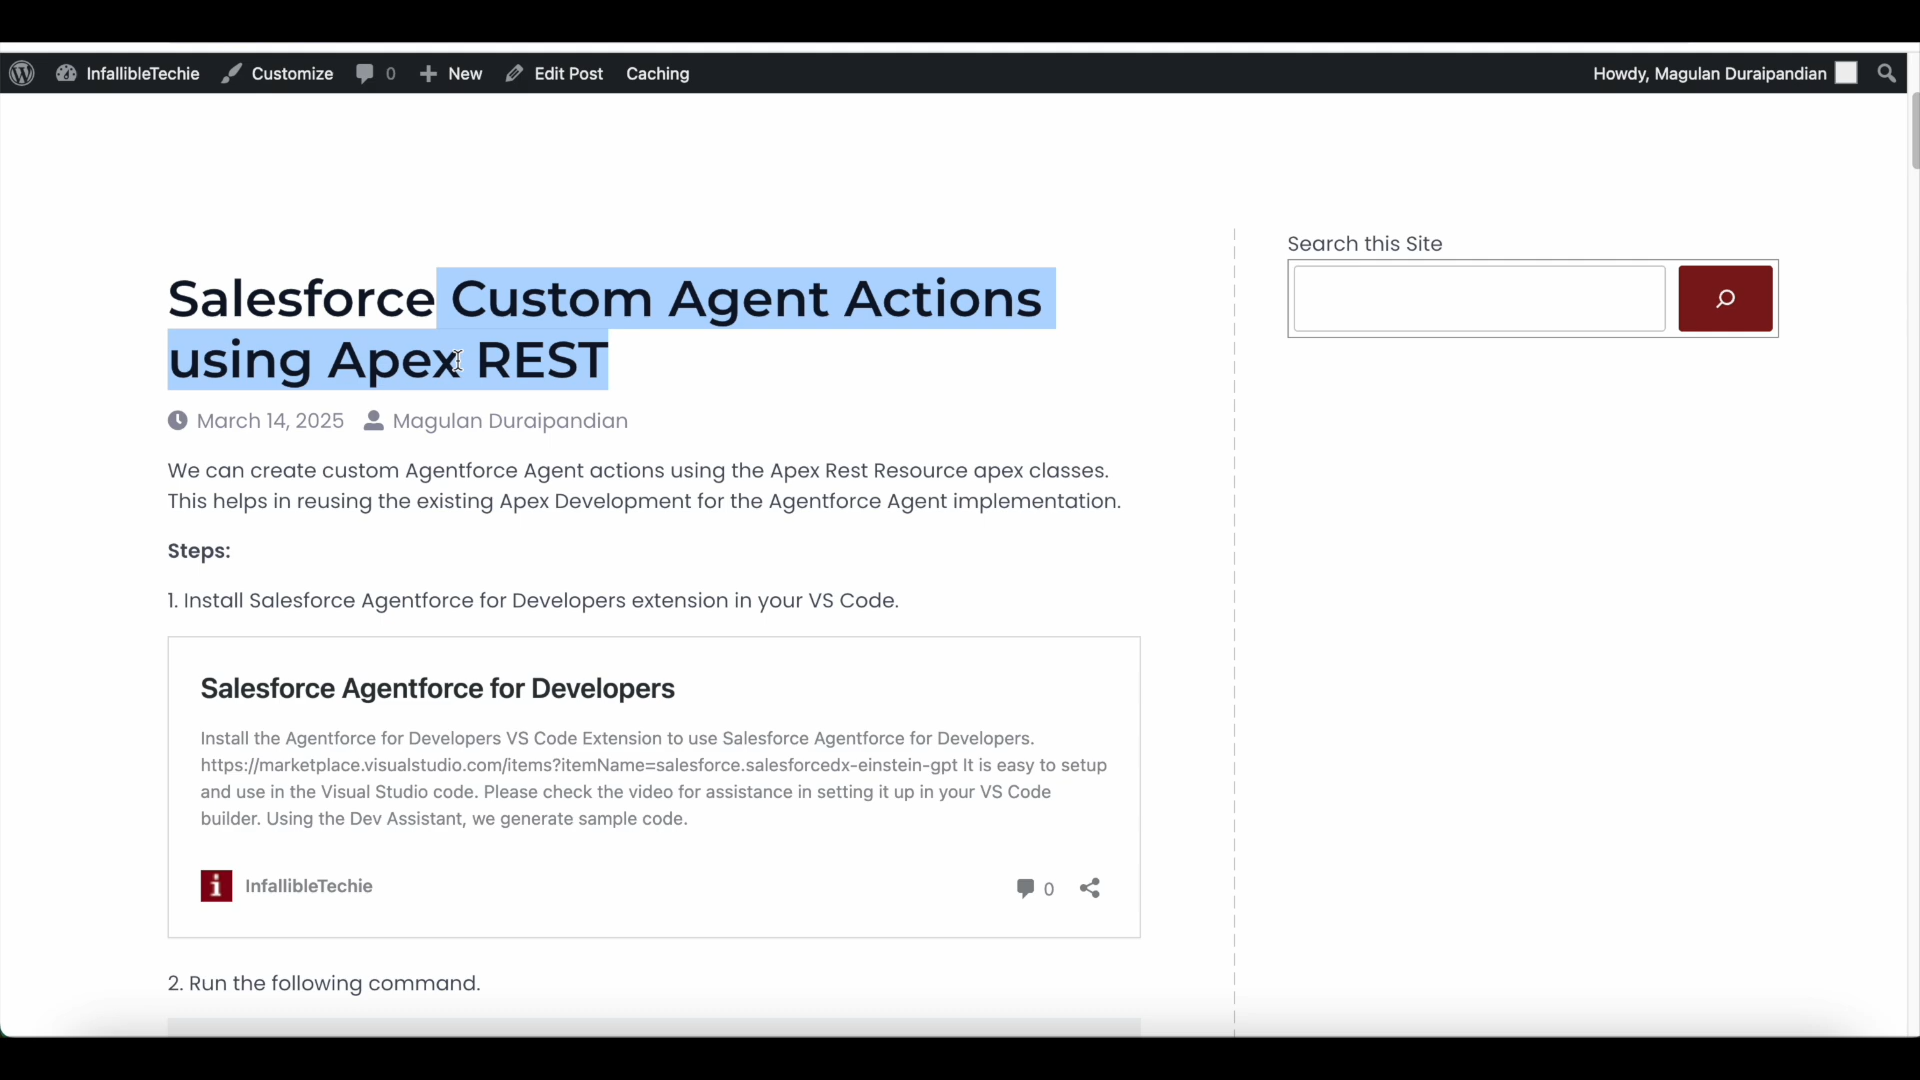 InfallibleTechie Customize 0 New Edit Post Caching Howdy, Magulan Duraipandian
Search this Site
Salesforce Custom Agent Actions
using Apex REST
March 14, 2025 Magulan Duraipandian
We can create custom Agentforce Agent actions using the Apex Rest Resource apex classes.
This helps in reusing the existing Apex Development for the Agentforce Agent implementation.
Steps:
1. Install Salesforce Agentforce for Developers extension in your VS Code.
Salesforce Agentforce for Developers
Install the Agentforce for Developers VS Code Extension to use Salesforce Agentforce for Developers.
https://marketplace.visualstudio.com/items?itemName=salesforce.salesforcedx-einstein-gpt It is easy to setup
and use in the Visual Studio code. Please check the video for assistance in setting it up in your VS Code
builder. Using the Dev Assistant, we generate sample code.
i InfallibleTechie 0
2. Run the following command.